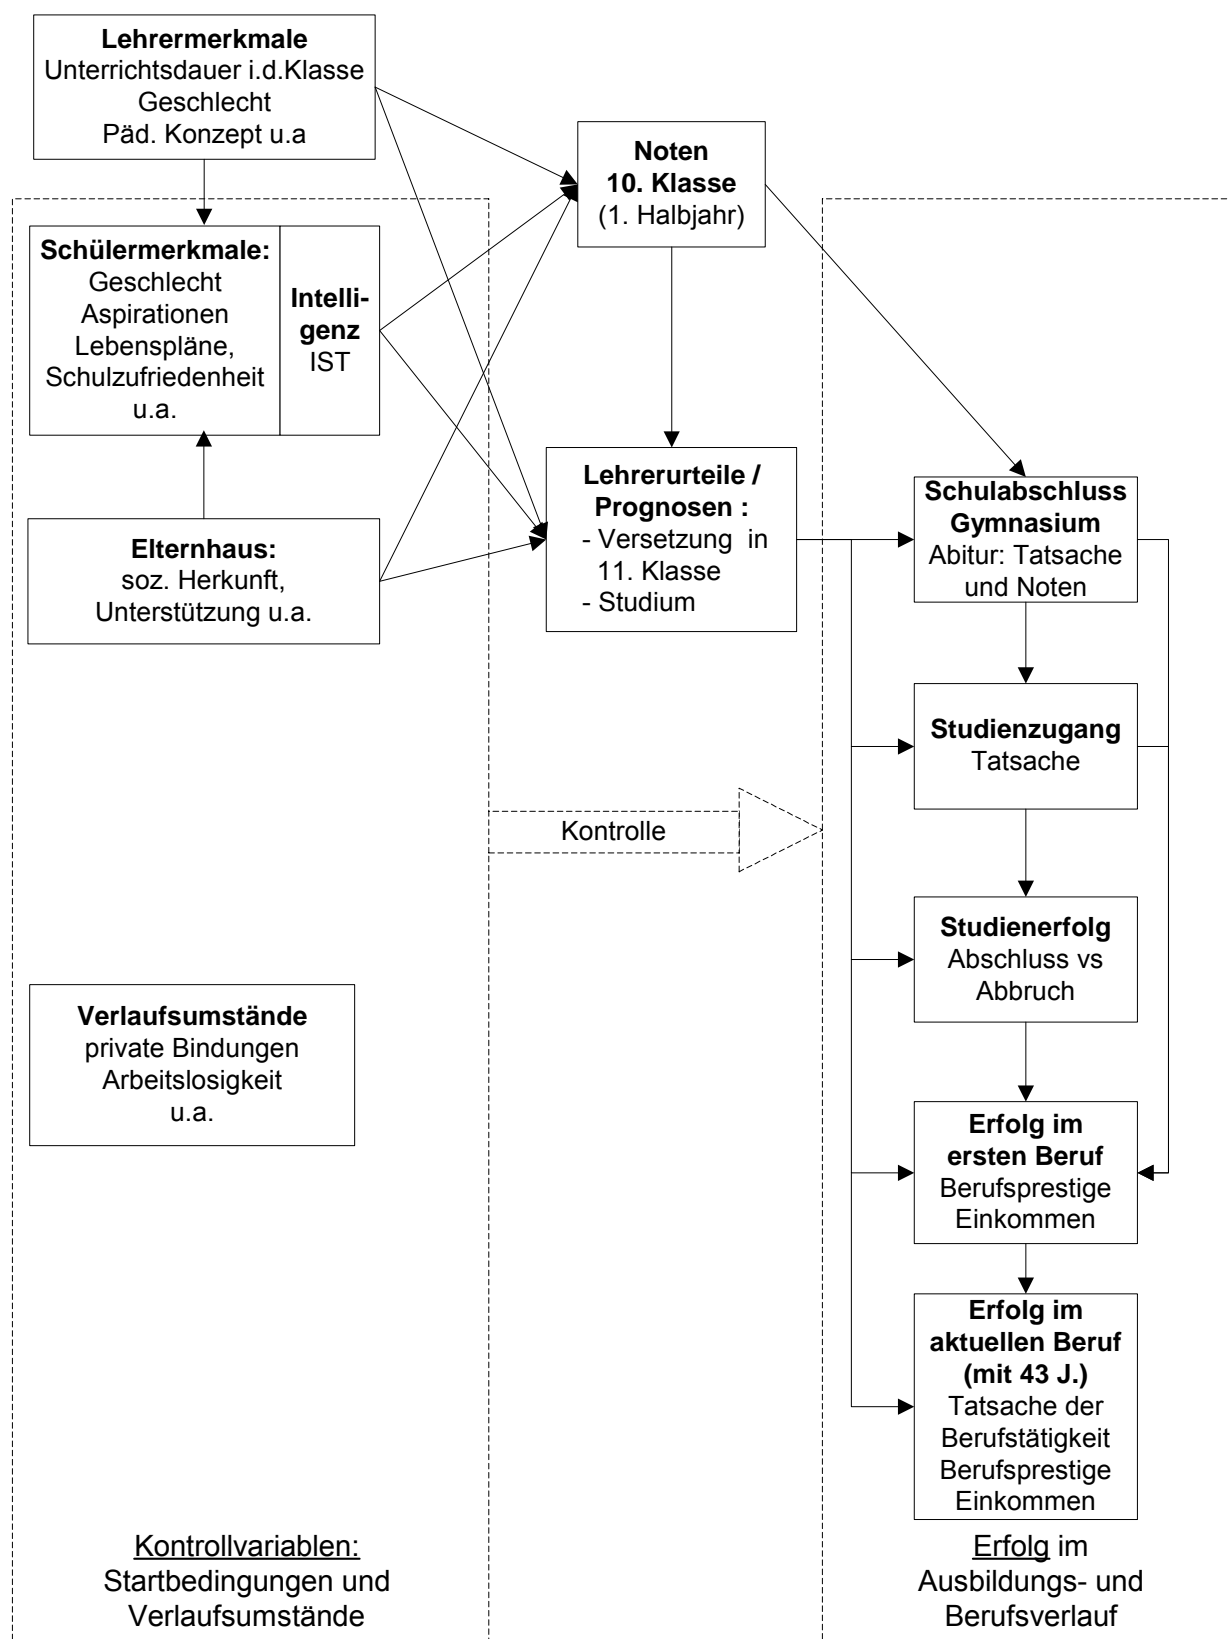 Lehrermerkmale
Unterrichtsdauer i.d.Klasse
Geschlecht
Päd. Konzept u.a
Noten
10. Klasse
(1. Halbjahr)
Schülermerkmale:
Geschlecht
Aspirationen
Lebenspläne,
Schulzufriedenheit
u.a.
Intelli-
genz
IST
Lehrerurteile /
Prognosen :
- Versetzung in
11. Klasse
- Studium
Schulabschluss
Gymnasium
Abitur: Tatsache
und Noten
Elternhaus:
soz. Herkunft,
Unterstützung u.a.
Studienzugang
Tatsache
Kontrolle
Studienerfolg
Abschluss vs
Abbruch
Verlaufsumstände
private Bindungen
Arbeitslosigkeit
u.a.
Erfolg im
ersten Beruf
Berufsprestige
Einkommen
Erfolg im
aktuellen Beruf
(mit 43 J.)
Tatsache der
Berufstätigkeit
Berufsprestige
Einkommen
Kontrollvariablen:
Startbedingungen und
Verlaufsumstände
Erfolg im
Ausbildungs- und
Berufsverlauf